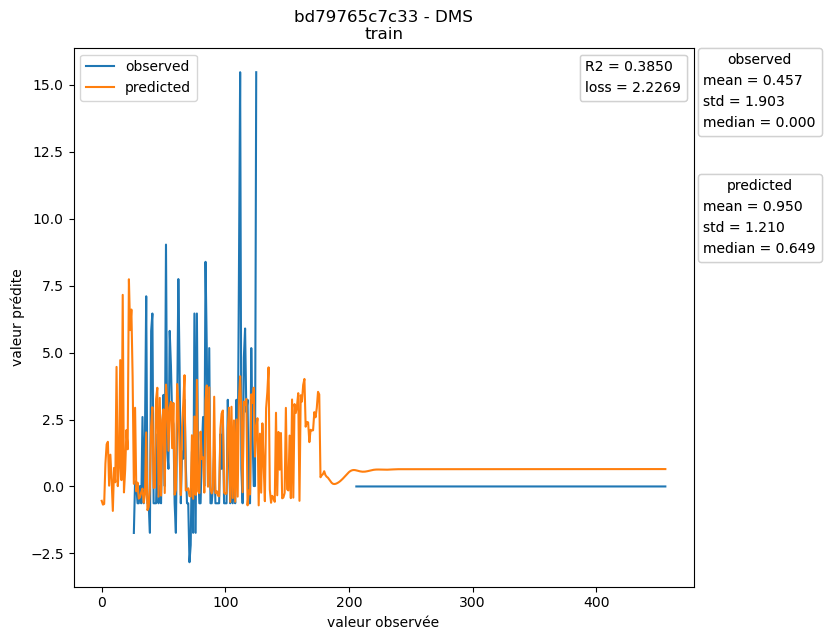 bd79765c7c33 - DMS
train
observed
predicted
R2 = 0.3850
loss = 2.2269
observed
mean = 0.457
std = 1.903
median = 0.000
predicted
mean = 0.950
std = 1.210
median = 0.649
valeur prédite
15.0
12.5
10.0
7.5
5.0
2.5
0.0
−2.5
0
100
200
300
400
valeur observée